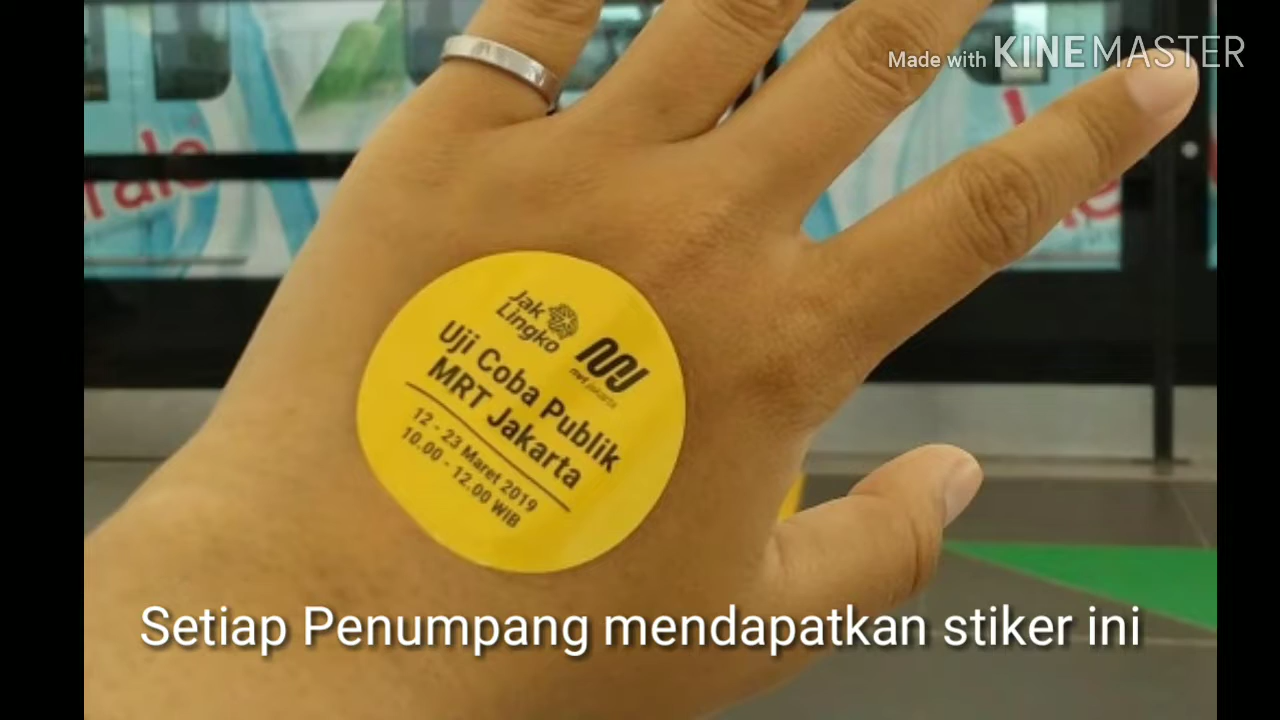 Made with KINEMASTER
Jak
Lingko
mrt jakarta
Uji Coba Publik
MRT Jakarta
12 - 23 Maret 2019
10.00 - 12.00 WIB
Setiap Penumpang mendapatkan stiker ini